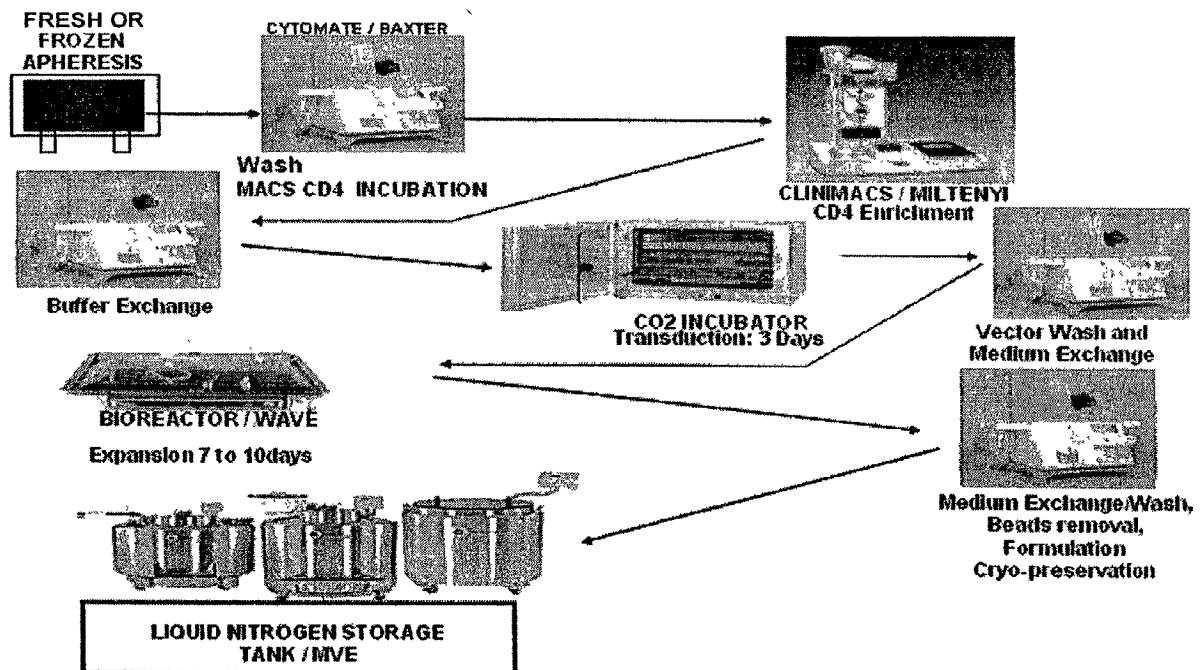 FRESH OR
FROZEN
APHERESIS
CYTOMATE / BAXTER
Wash
MACS CD4 INCUBATION
CLINIMACS / MILTENYI
CD4 Enrichment
Buffer Exchange
CO2 INCUBATOR
Transduction: 3 Days
Vector Wash and
Medium Exchange
BIOREACTOR / WAVE
Expansion 7 to 10days
Medium Exchange/Wash,
Beads removal,
Formulation
Cryo-preservation
LIQUID NITROGEN STORAGE
TANK / MVE